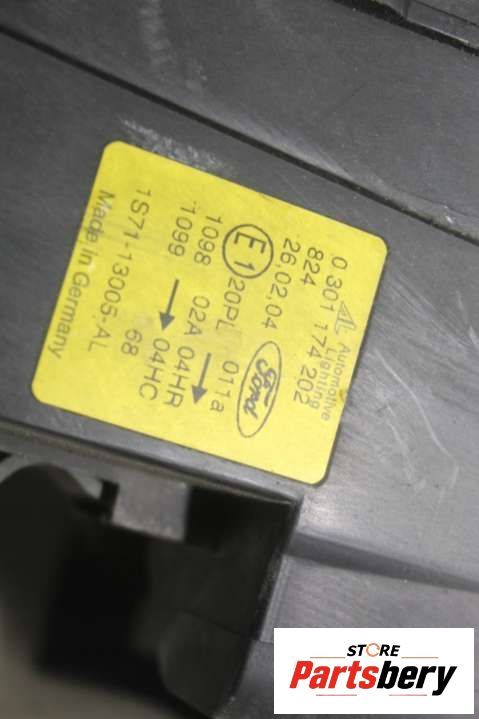 AL Automotive
Lighting
0 301 174 202
824
26.02.04 Ford
E1 20PL 011a
1098 02A 04HR
1099 04HC
68
1S71-13005-AL
Made in Germany
STORE
Partsbery